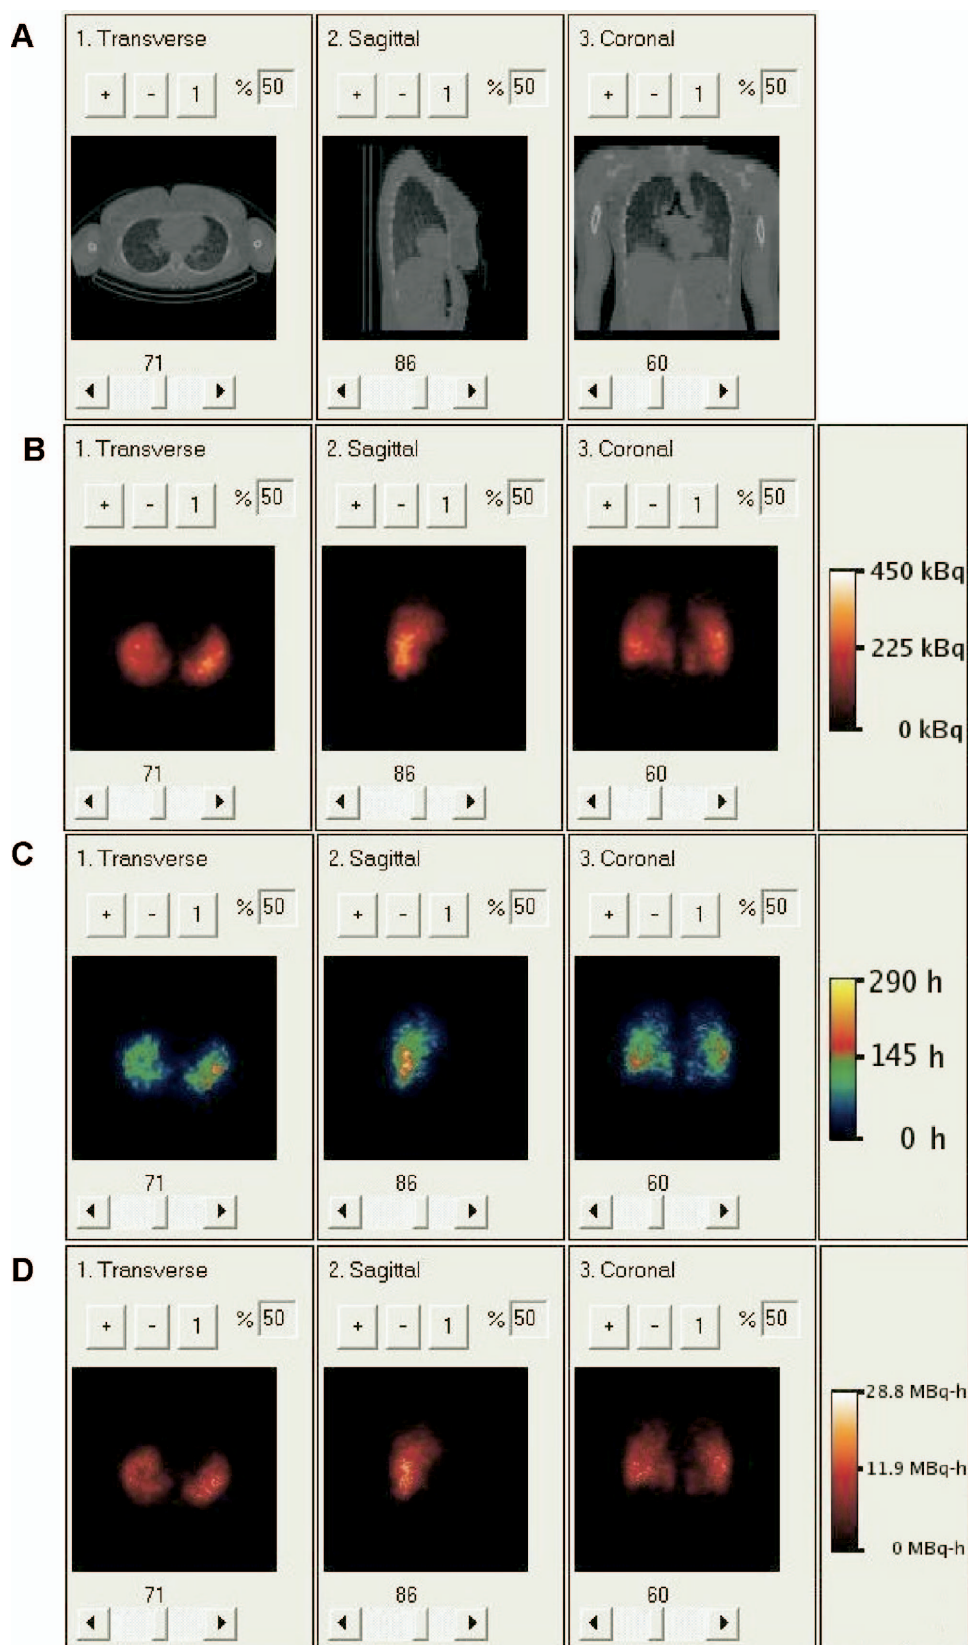 A
1. Transverse
2. Sagittal
3. Coronal
+ - 1 % 50
+ - 1 % 50
+ - 1 % 50
71
86
60
B
1. Transverse
2. Sagittal
3. Coronal
+ - 1 % 50
+ - 1 % 50
+ - 1 % 50
450 kBq
225 kBq
0 kBq
71
86
60
C
1. Transverse
2. Sagittal
3. Coronal
+ - 1 % 50
+ - 1 % 50
+ - 1 % 50
290 h
145 h
0 h
71
86
60
D
1. Transverse
2. Sagittal
3. Coronal
+ - 1 % 50
+ - 1 % 50
+ - 1 % 50
28.8 MBq-h
11.9 MBq-h
0 MBq-h
71
86
60